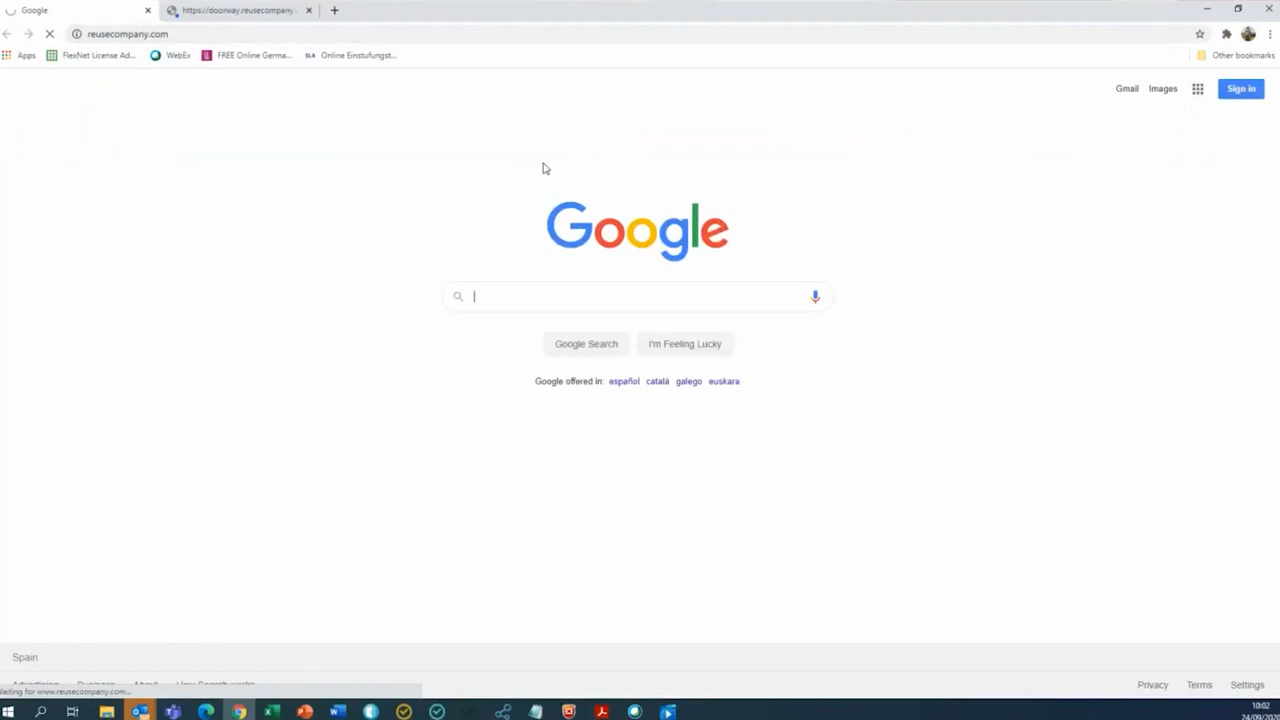 Google
https://doorway.reusecompany.
reusecompany.com
Apps FlexNet License Ad... WebEx FREE Online Germa... SLA Online Einstufungst... Other bookmarks
Gmail Images Sign in
Google
Google Search I'm Feeling Lucky
Google offered in: español català galego euskara
Spain
Advertising Business About How Search works
Waiting for www.reusecompany.com...
Privacy Terms Settings
10:02
24/09/202